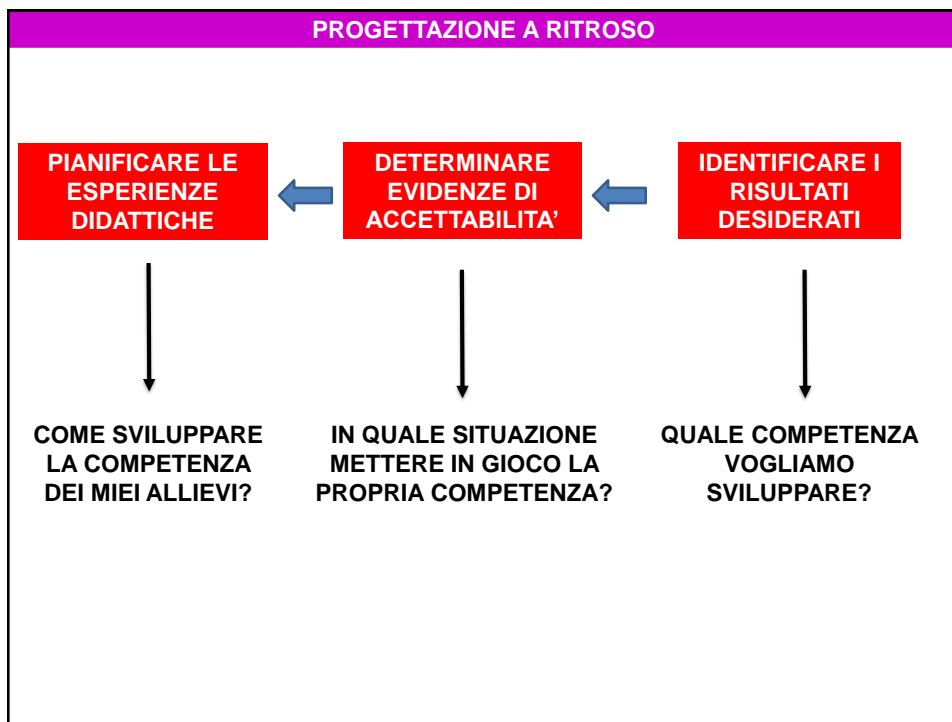 PROGETTAZIONE A RITROSO
PIANIFICARE LE
ESPERIENZE
DIDATTICHE
DETERMINARE
EVIDENZE DI
ACCETTABILITA’
IDENTIFICARE I
RISULTATI
DESIDERATI
COME SVILUPPARE
LA COMPETENZA
DEI MIEI ALLIEVI?
IN QUALE SITUAZIONE
METTERE IN GIOCO LA
PROPRIA COMPETENZA?
QUALE COMPETENZA
VOGLIAMO
SVILUPPARE?